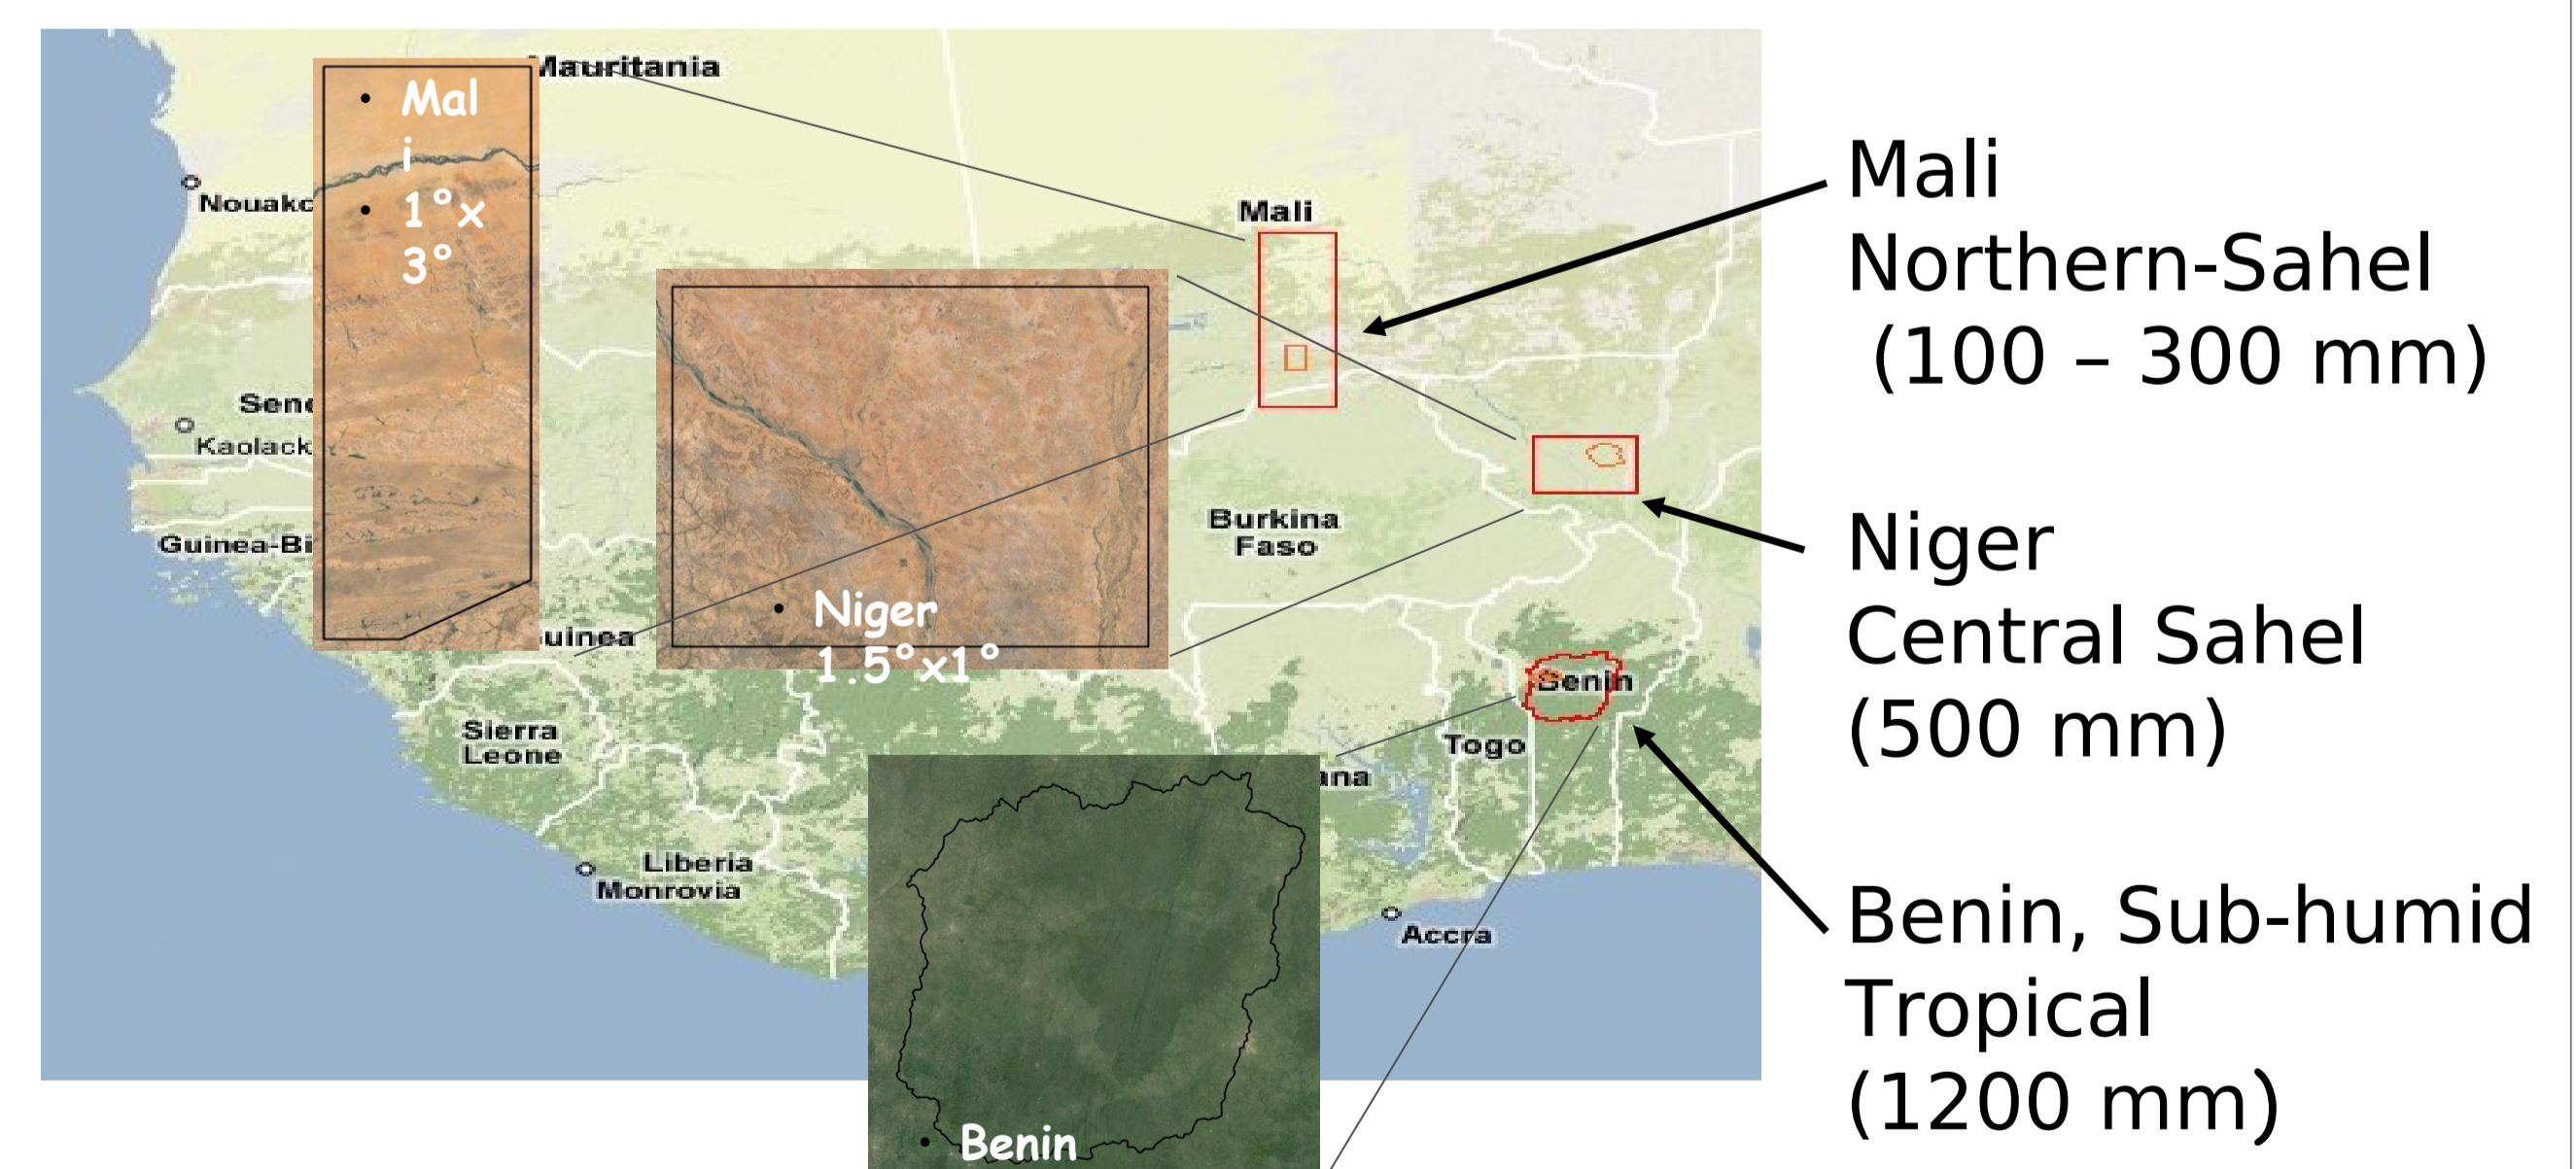 Mauritania
• Mal
i
• 1°x
3°
Nouakc
Mali
Sene
Kaolack
Guinea-Bi
uinea
Burkina
Faso
• Niger
1.5°x1°
Benin
Sierra
Leone
Togo
ana
Liberia
Monrovia
Accra
• Benin
Mali
Northern-Sahel
(100 – 300 mm)
Niger
Central Sahel
(500 mm)
Benin, Sub-humid
Tropical
(1200 mm)